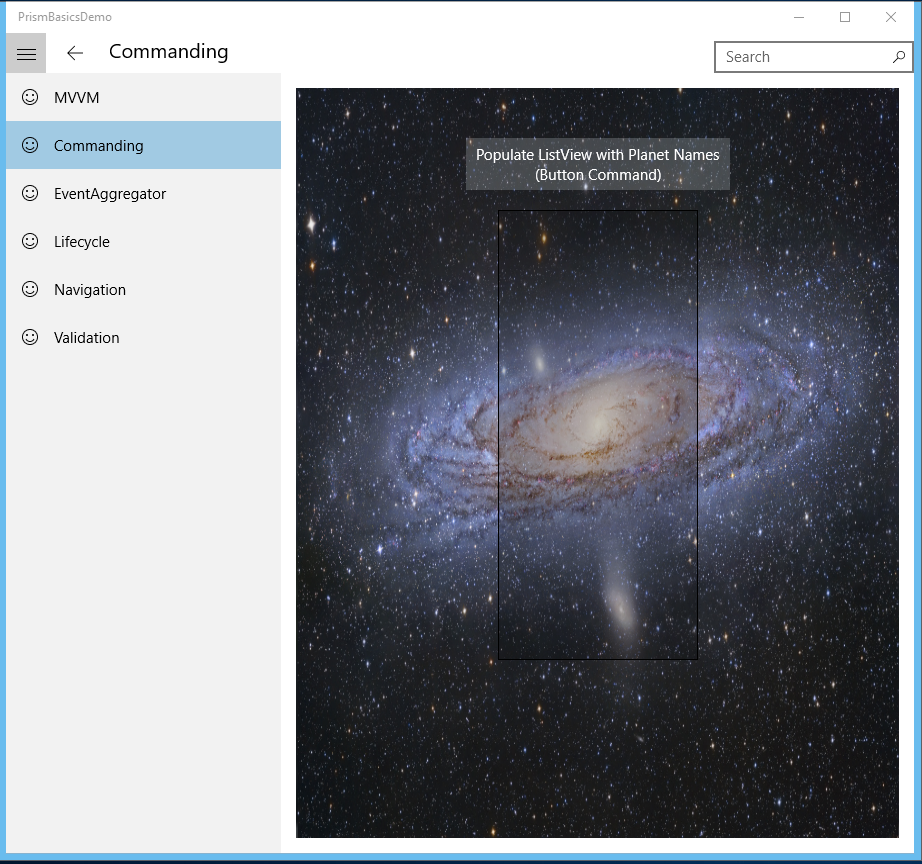 PrismBasicsDemo
Commanding
Search
MVVM
Commanding
EventAggregator
Lifecycle
Navigation
Validation
Populate ListView with Planet Names
(Button Command)